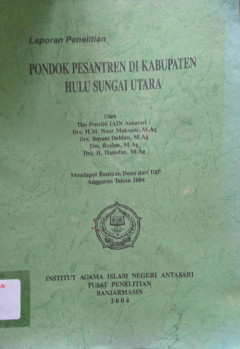 Laporan Penelitian
PONDOK PESANTREN DI KABUPATEN
HULU SUNGAI UTARA
Oleh
Tim Peneliti IAIN Antasari
Drs. H.M. Noor Maksum, M.Ag
Drs. Bayani Dahlan, M.Ag
Drs. Ruslan, M.Ag
Drs. H. Hamdan, M.Ag
Mendapat Bantuan Dana dari DIP
Anggaran Tahun 2004
INSTITUT AGAMA ISLAM NEGERI ANTASARI
PUSAT PENELITIAN
BANJARMASIN
2004